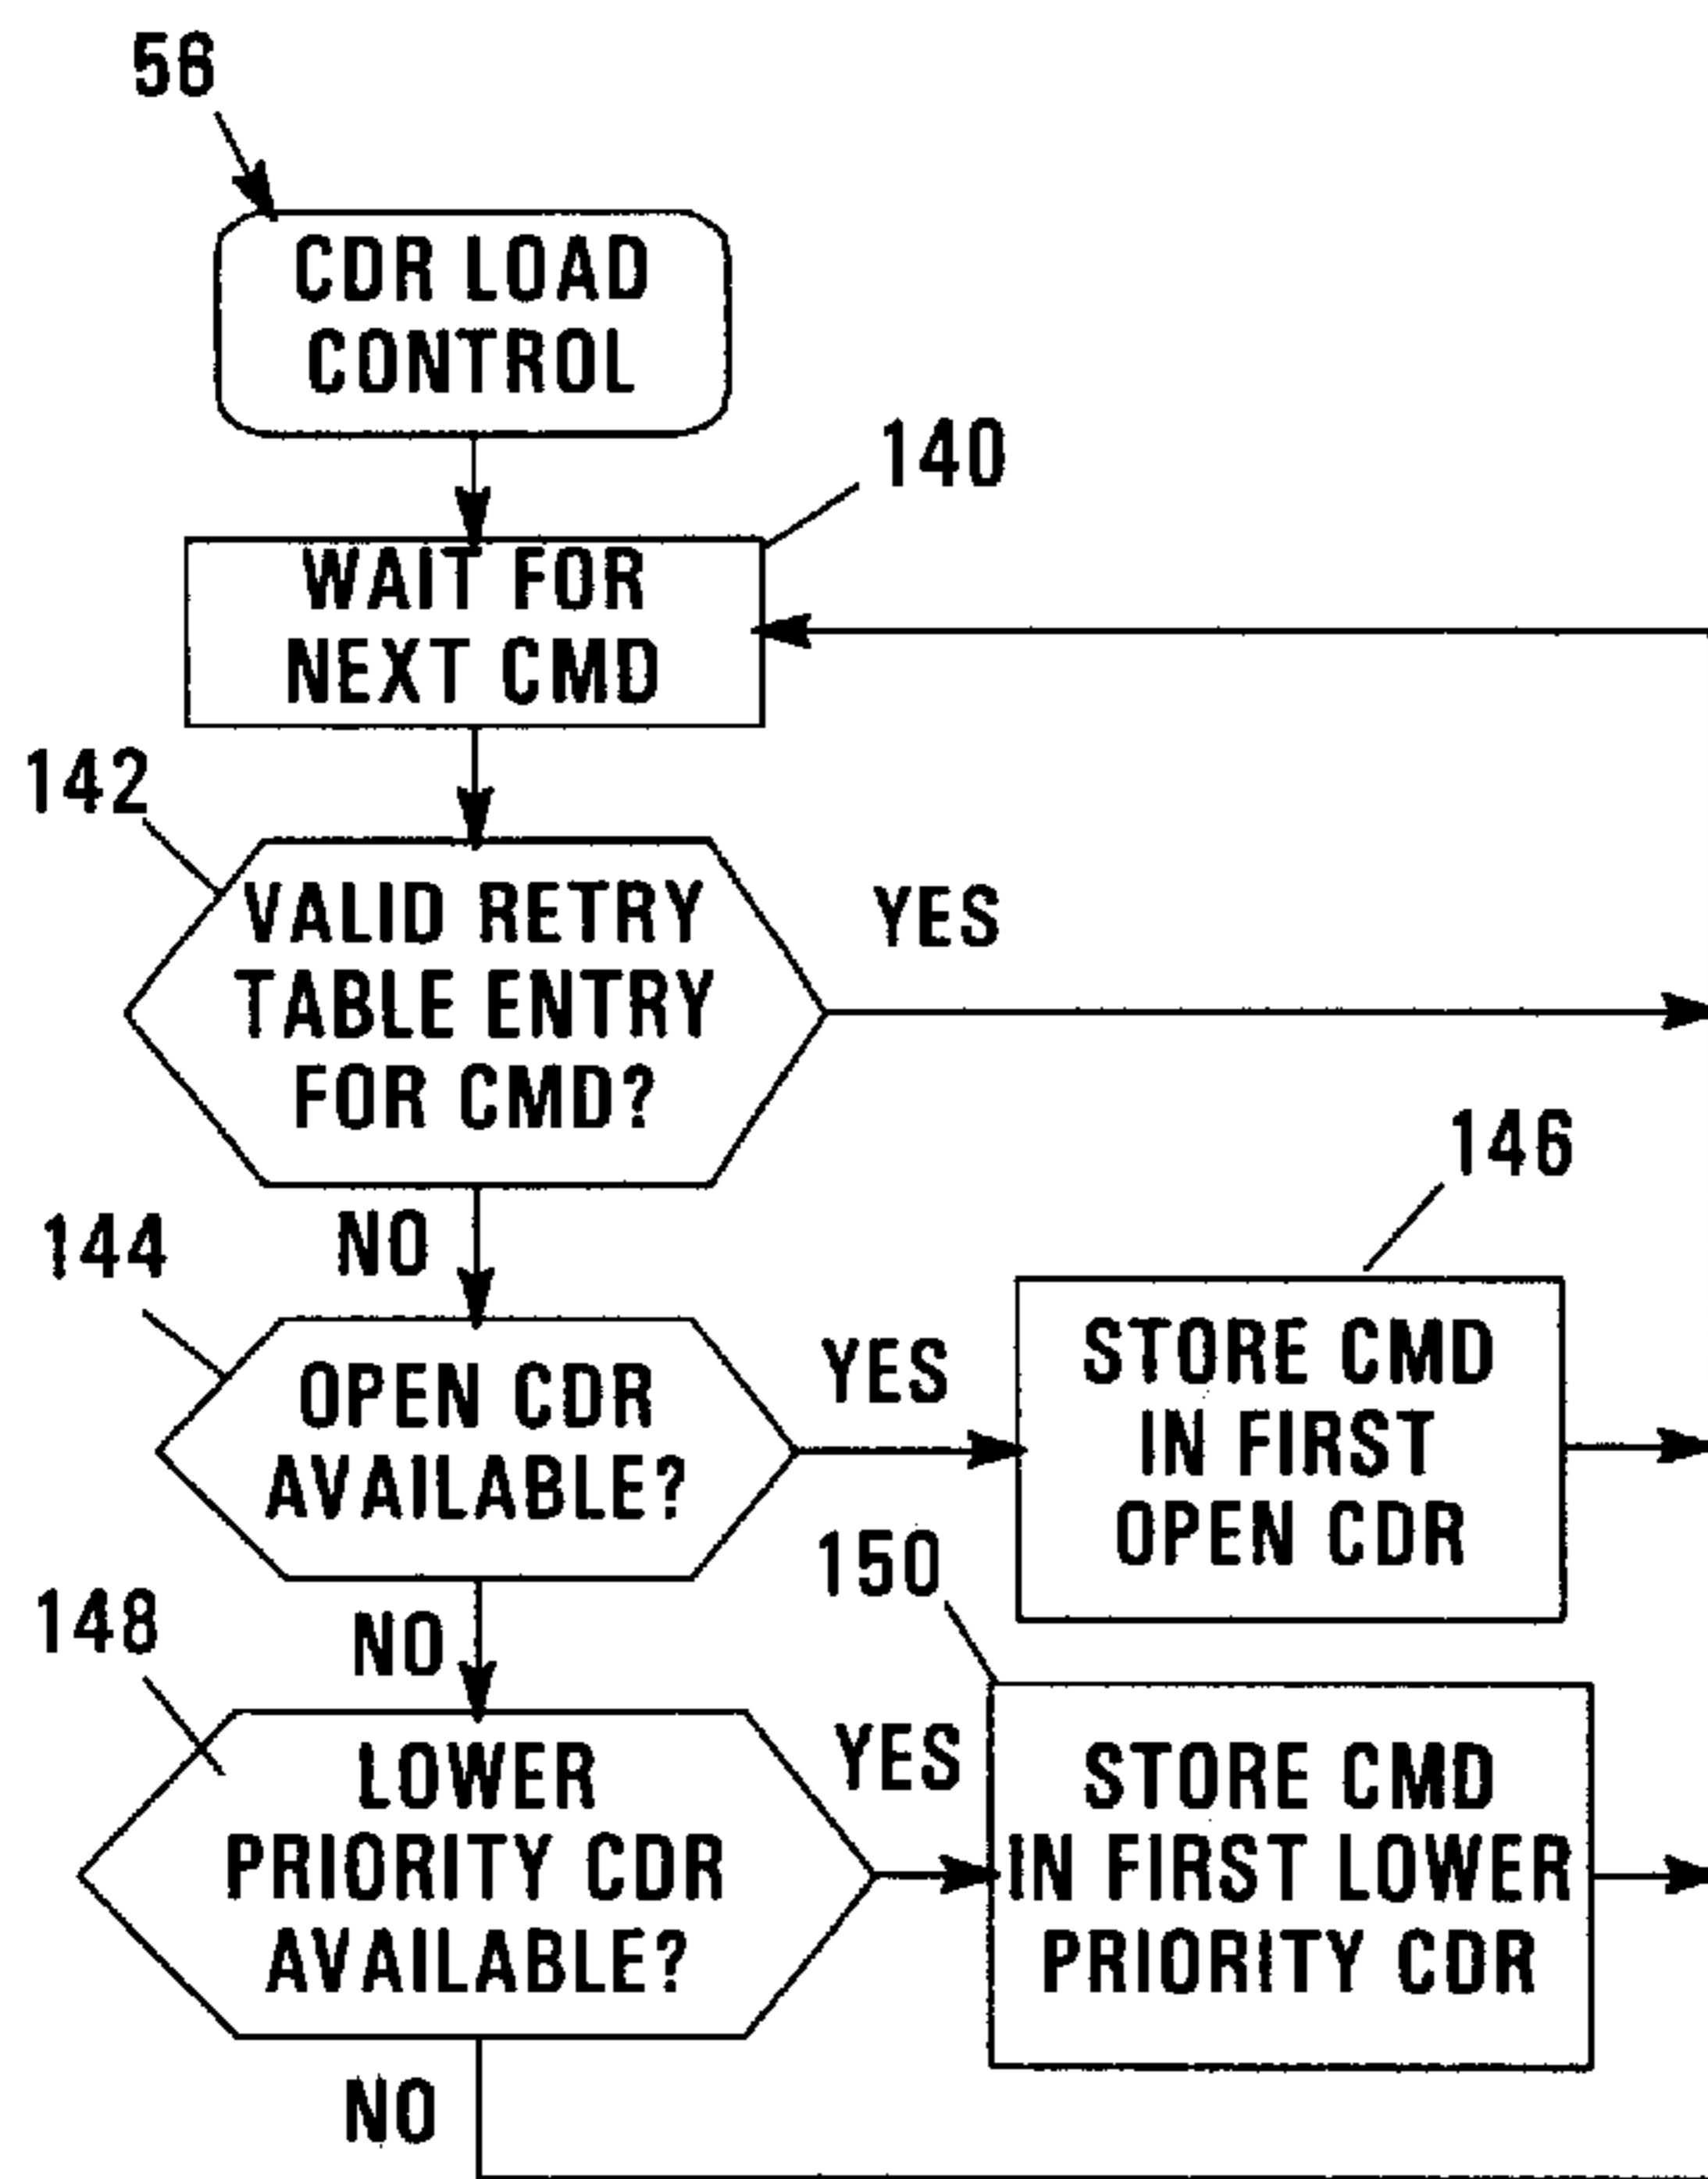 56
CDR LOAD
CONTROL
140
WAIT FOR
NEXT CMD
142
VALID RETRY
TABLE ENTRY
FOR CMD?
YES
NO
144
OPEN CDR
AVAILABLE?
YES
146
STORE CMD
IN FIRST
OPEN CDR
NO
148
LOWER
PRIORITY CDR
AVAILABLE?
YES
150
STORE CMD
IN FIRST LOWER
PRIORITY CDR
NO